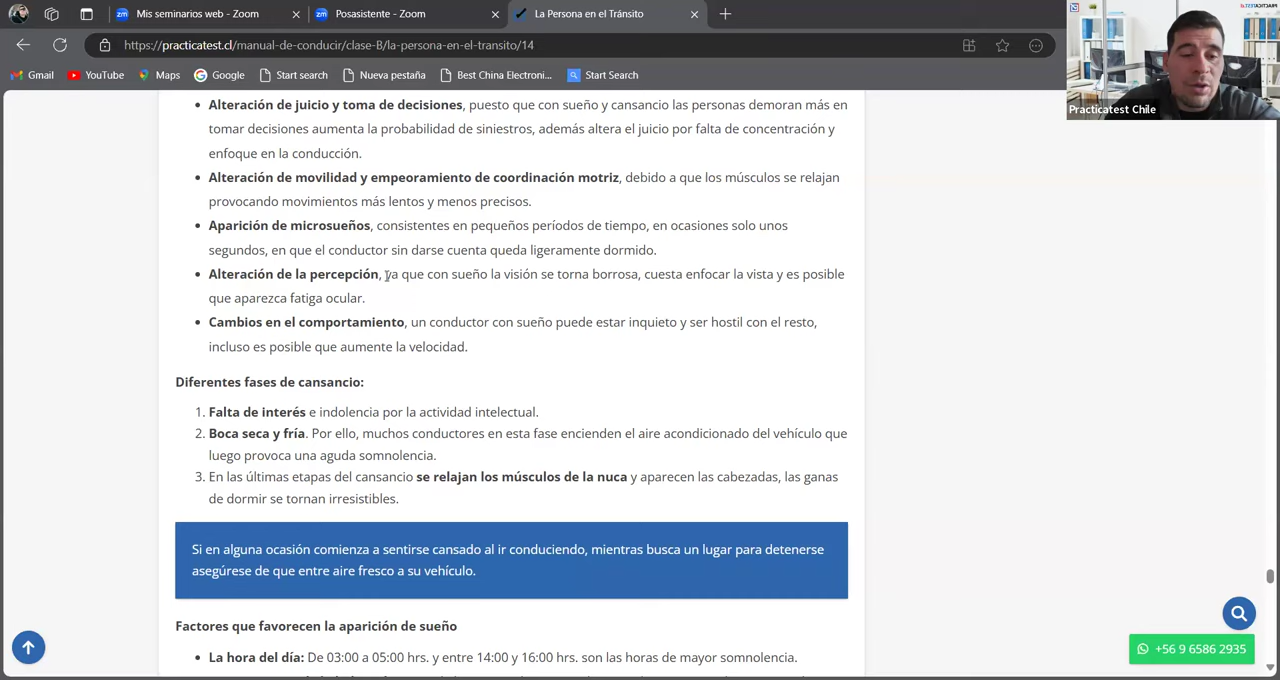 Mis seminarios web - Zoom
Posasistente - Zoom
La Persona en el Tránsito
https://practicatest.cl/manual-de-conducir/clase-B/la-persona-en-el-transito/14
Gmail YouTube Maps Google Start search Nueva pestaña Best China Electroni... Start Search
PRACTICATEST
Practicatest Chile
• Alteración de juicio y toma de decisiones, puesto que con sueño y cansancio las personas demoran más en
tomar decisiones aumenta la probabilidad de siniestros, además altera el juicio por falta de concentración y
enfoque en la conducción.
• Alteración de movilidad y empeoramiento de coordinación motriz, debido a que los músculos se relajan
provocando movimientos más lentos y menos precisos.
• Aparición de microsueños, consistentes en pequeños períodos de tiempo, en ocasiones solo unos
segundos, en que el conductor sin darse cuenta queda ligeramente dormido.
• Alteración de la percepción, ya que con sueño la visión se torna borrosa, cuesta enfocar la vista y es posible
que aparezca fatiga ocular.
• Cambios en el comportamiento, un conductor con sueño puede estar inquieto y ser hostil con el resto,
incluso es posible que aumente la velocidad.
Diferentes fases de cansancio:
1. Falta de interés e indolencia por la actividad intelectual.
2. Boca seca y fría. Por ello, muchos conductores en esta fase encienden el aire acondicionado del vehículo que
luego provoca una aguda somnolencia.
3. En las últimas etapas del cansancio se relajan los músculos de la nuca y aparecen las cabezadas, las ganas
de dormir se tornan irresistibles.
Si en alguna ocasión comienza a sentirse cansado al ir conduciendo, mientras busca un lugar para detenerse
asegúrese de que entre aire fresco a su vehículo.
Factores que favorecen la aparición de sueño
• La hora del día: De 03:00 a 05:00 hrs. y entre 14:00 y 16:00 hrs. son las horas de mayor somnolencia.
+56 9 6586 2935